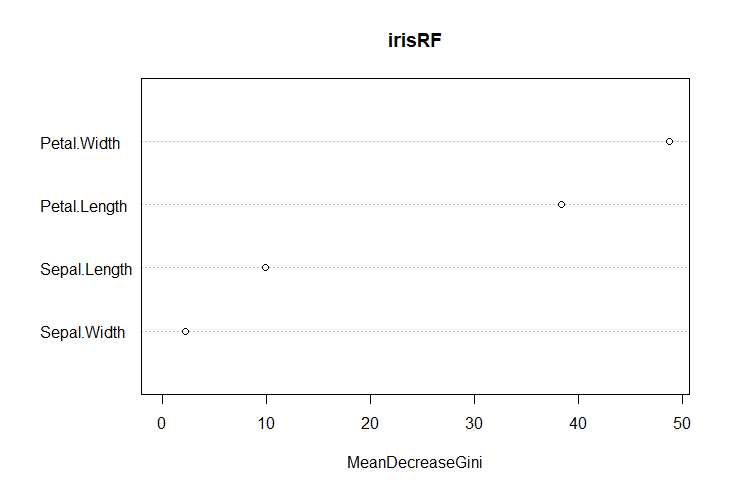 irisRF
Petal.Width
Petal.Length
Sepal.Length
Sepal.Width
0 10 20 30 40 50
MeanDecreaseGini